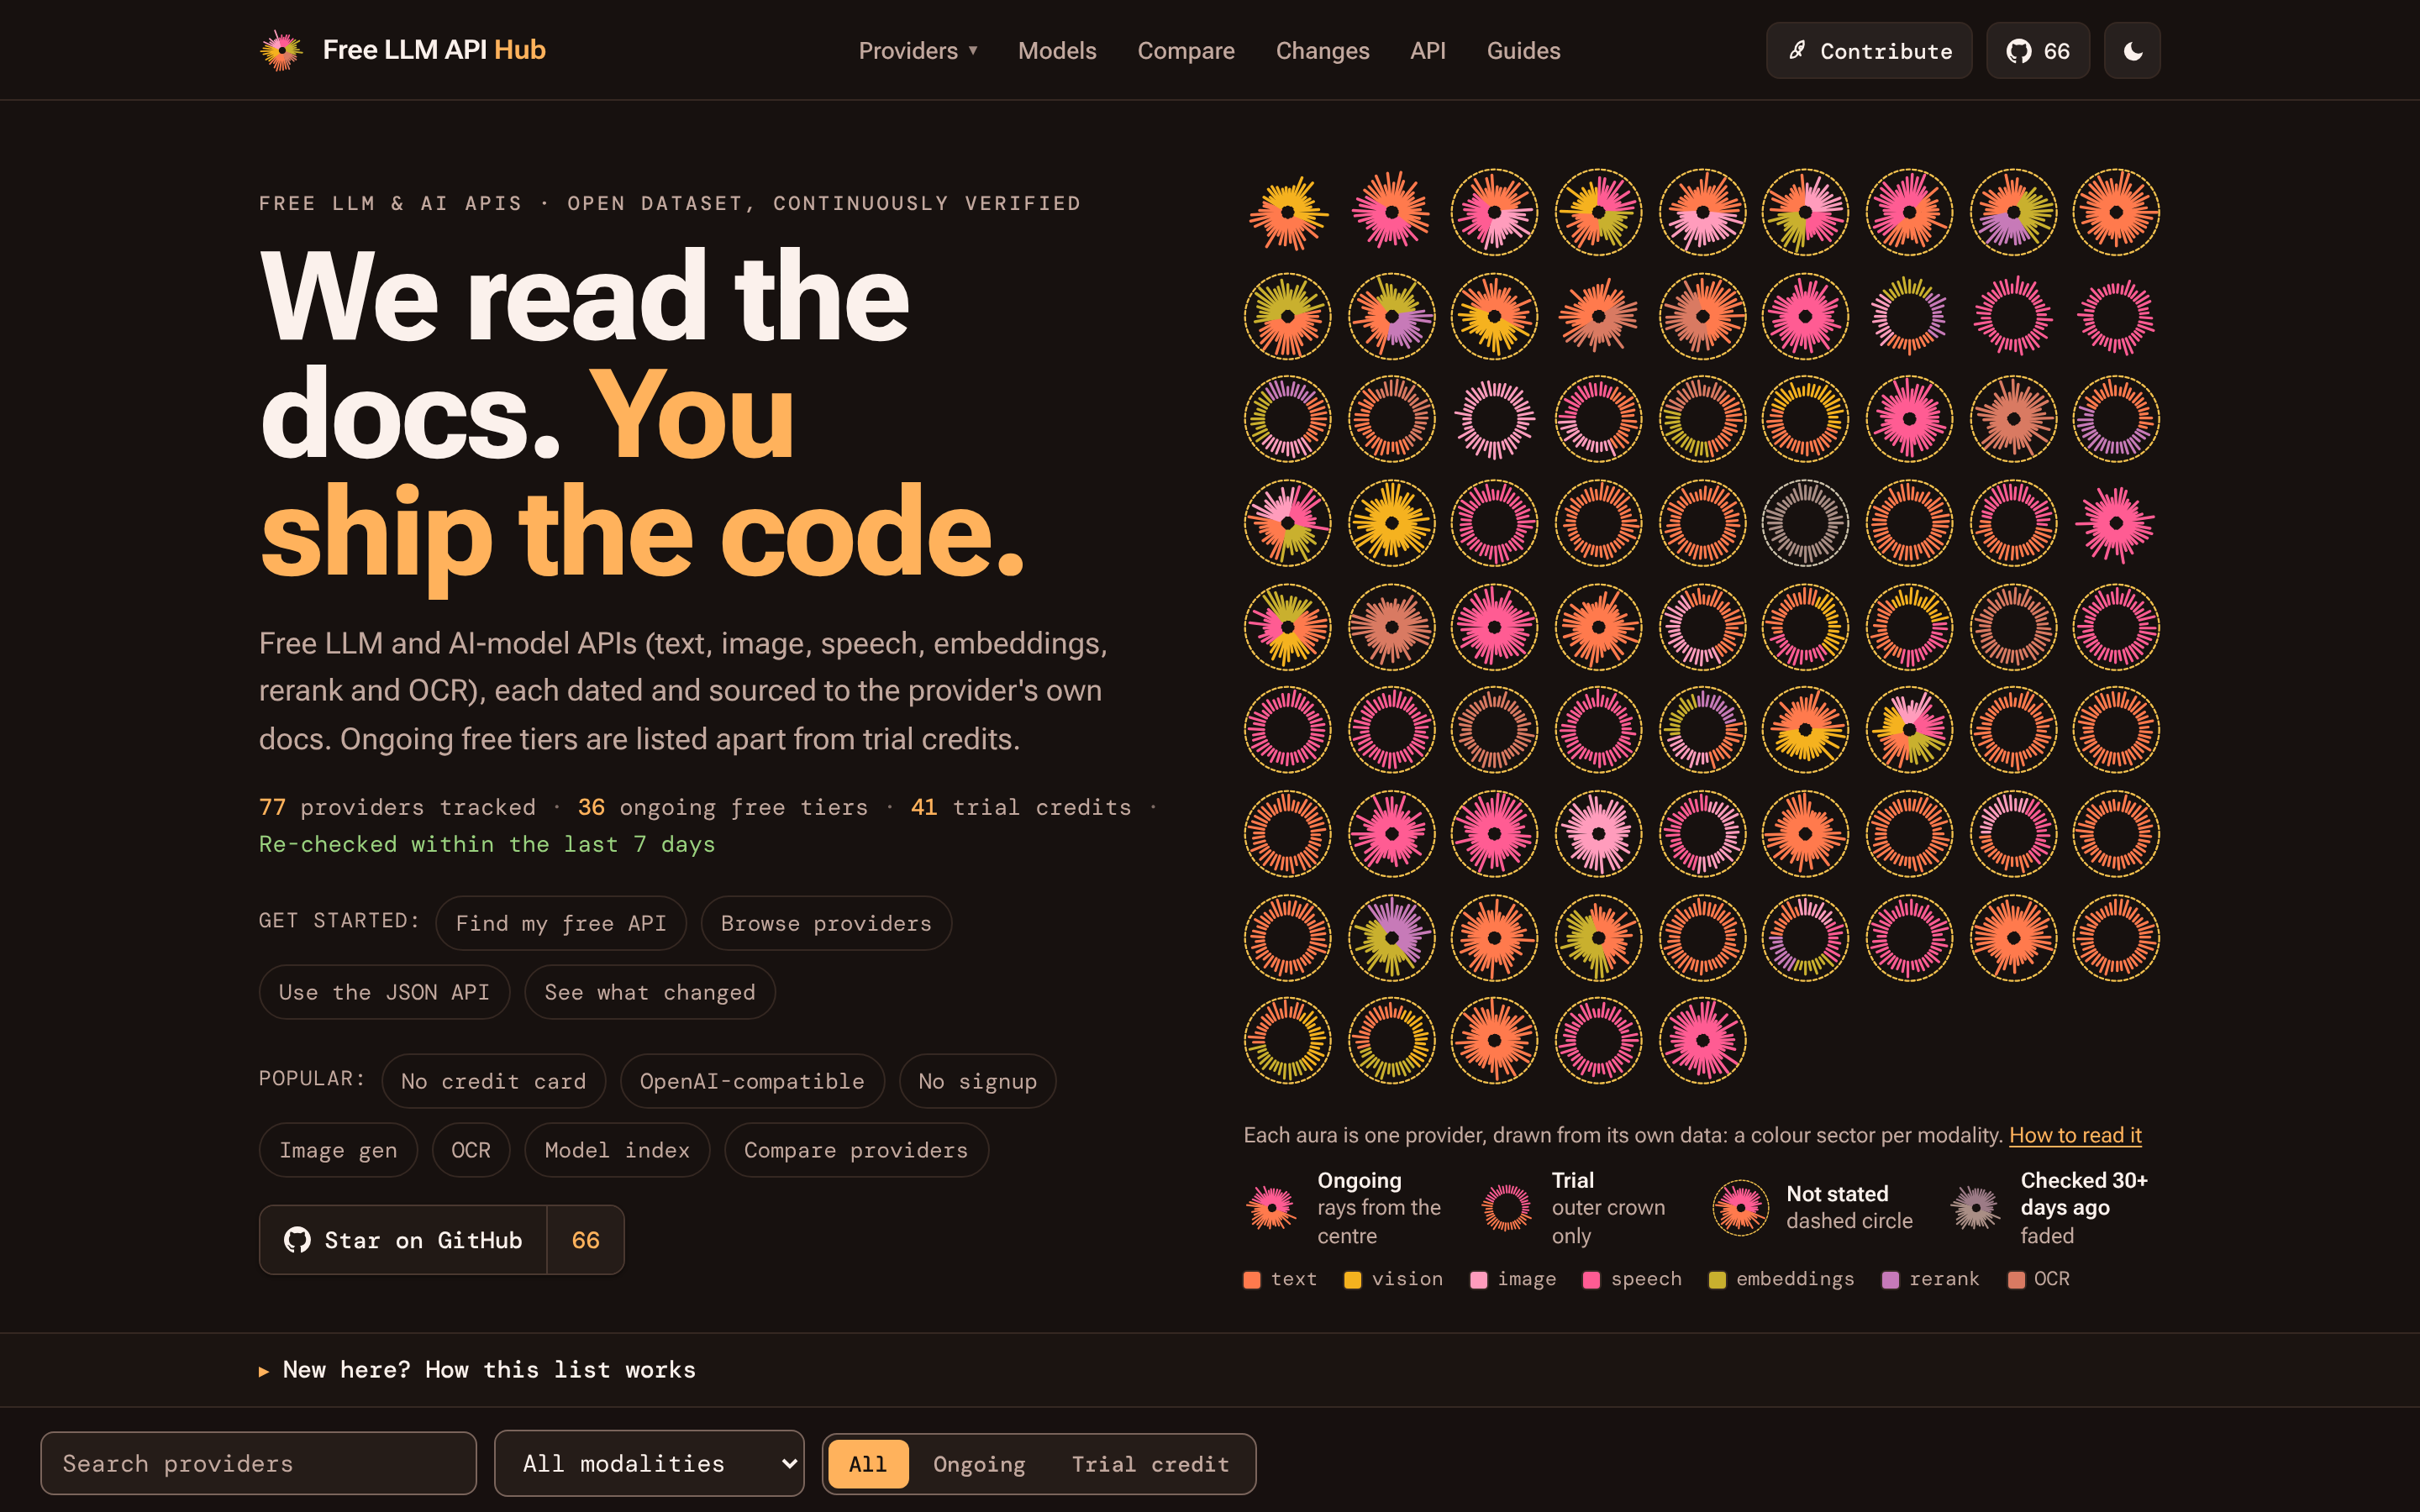 Free LLM API Hub
Providers ▾ Models Compare Changes API Guides
Contribute 66
FREE LLM & AI APIS · OPEN DATASET, CONTINUOUSLY VERIFIED
We read the
docs. You
ship the code.
Free LLM and AI-model APIs (text, image, speech, embeddings,
rerank and OCR), each dated and sourced to the provider's own
docs. Ongoing free tiers are listed apart from trial credits.
77 providers tracked · 36 ongoing free tiers · 41 trial credits ·
Re-checked within the last 7 days
GET STARTED: Find my free API Browse providers
Use the JSON API See what changed
POPULAR: No credit card OpenAI-compatible No signup
Image gen OCR Model index Compare providers
Star on GitHub 66
Each aura is one provider, drawn from its own data: a colour sector per modality. How to read it
Ongoing
rays from the
centre
Trial
outer crown
only
Not stated
dashed circle
Checked 30+
days ago
faded
text vision image speech embeddings rerank OCR
▸ New here? How this list works
Search providers All modalities All Ongoing Trial credit